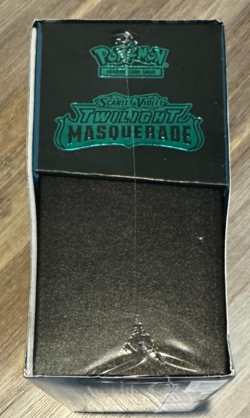 POKÉMON
TRADING CARD GAME
SCARLET & VIOLET
TWILIGHT
MASQUERADE